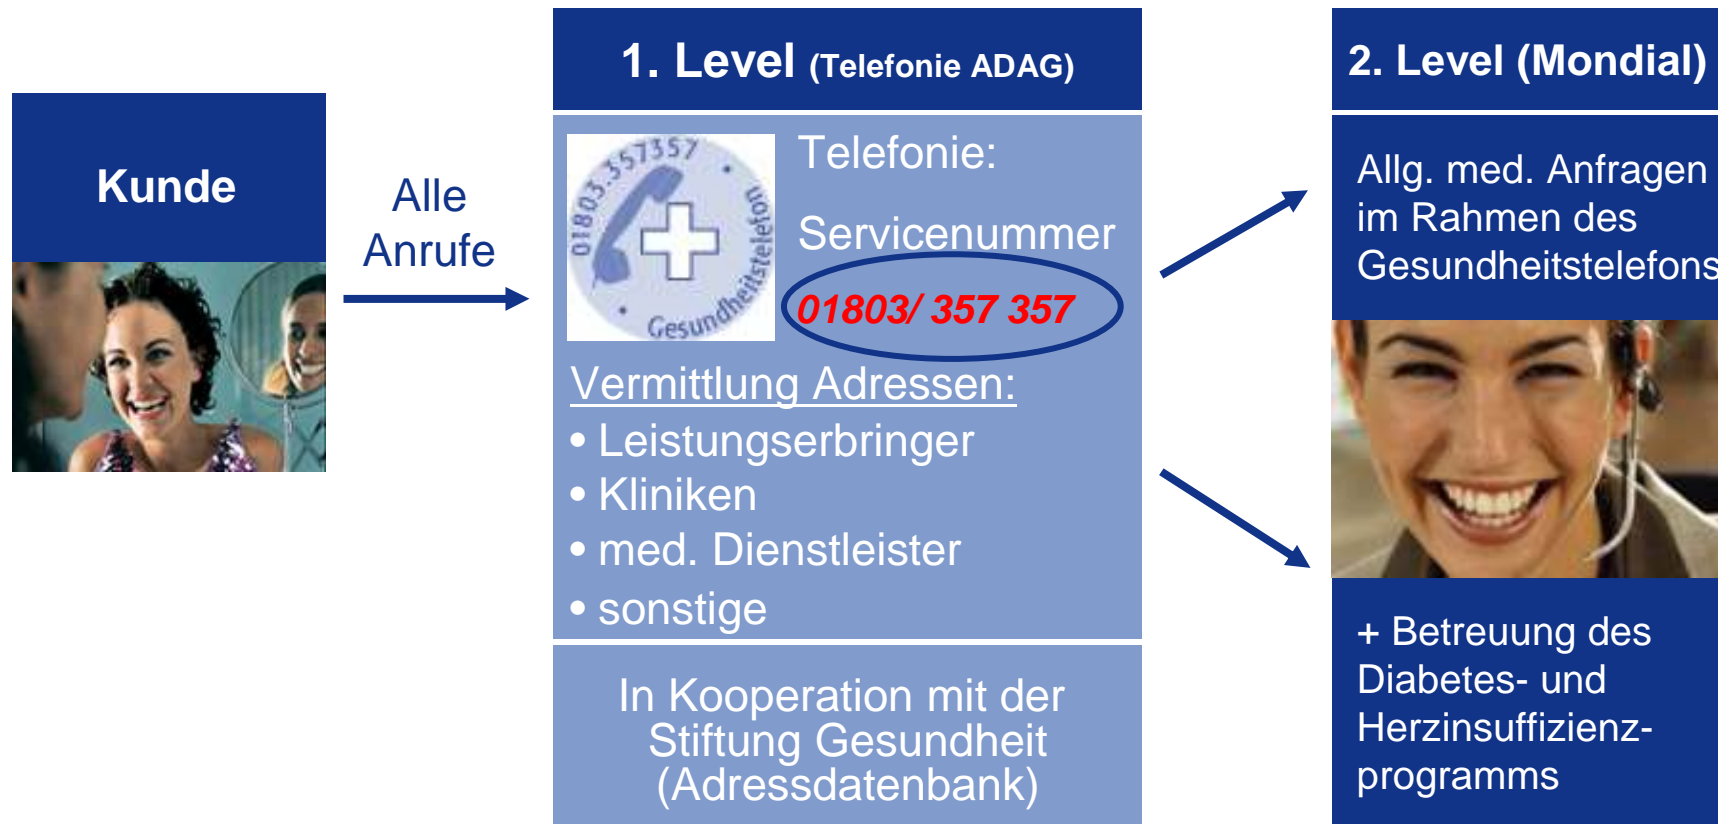 Kunde
Alle
Anrufe
1. Level (Telefonie ADAG)
01803.357357 • Gesundheitstelefon •
Telefonie:
Servicenummer
01803/ 357 357
Vermittlung Adressen:
• Leistungserbringer
• Kliniken
• med. Dienstleister
• sonstige
In Kooperation mit der
Stiftung Gesundheit
(Adressdatenbank)
2. Level (Mondial)
Allg. med. Anfragen
im Rahmen des
Gesundheitstelefons
+ Betreuung des
Diabetes- und
Herzinsuffizienz-
programms